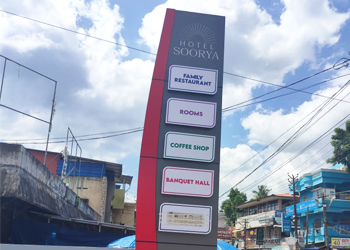 HOTEL
SOORYA
FAMILY
RESTAURANT
ROOMS
COFFEE SHOP
BANQUET HALL